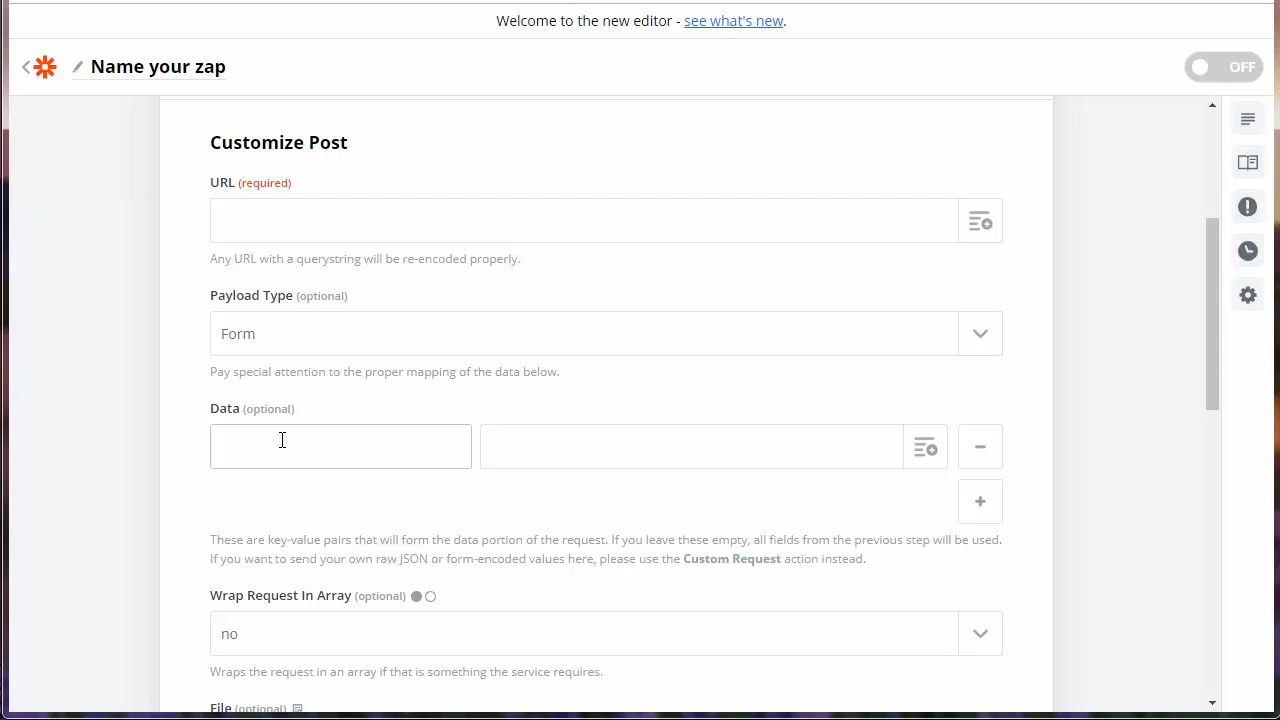 Welcome to the new editor - see what's new.
Name your zap
OFF
Customize Post
URL (required)
Any URL with a querystring will be re-encoded properly.
Payload Type (optional)
Form
Pay special attention to the proper mapping of the data below.
Data (optional)
These are key-value pairs that will form the data portion of the request. If you leave these empty, all fields from the previous step will be used.
If you want to send your own raw JSON or form-encoded values here, please use the Custom Request action instead.
Wrap Request In Array (optional)
no
Wraps the request in an array if that is something the service requires.
File (optional)